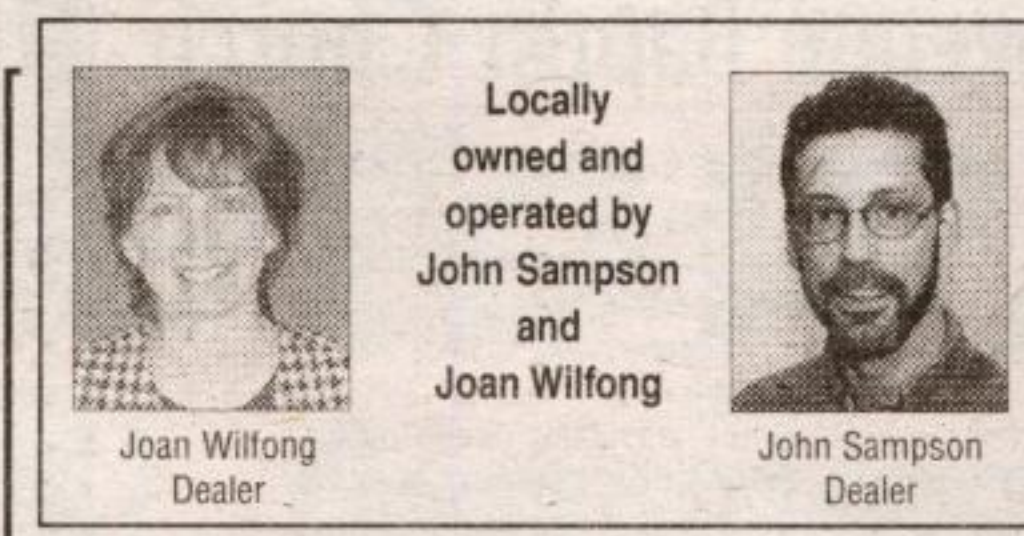 Locally
owned and
operated by
John Sampson
and
Joan Wilfong
Joan Wilfong
Dealer
John Sampson
Dealer